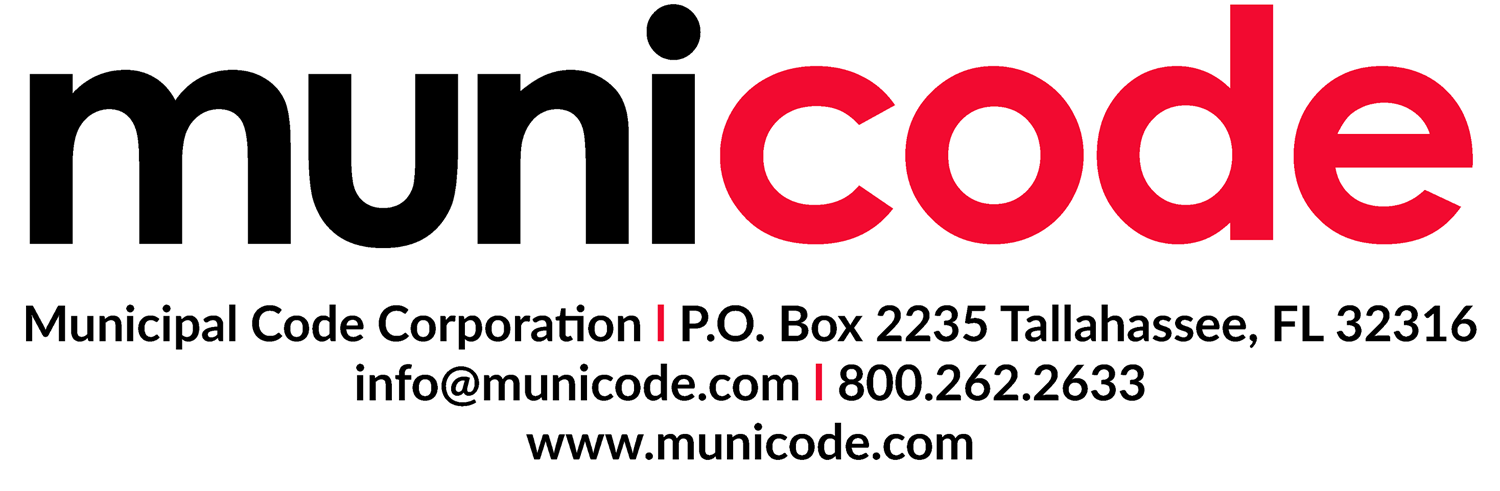 municode
Municipal Code Corporation | P.O. Box 2235 Tallahassee, FL 32316
info@municode.com | 800.262.2633
www.municode.com